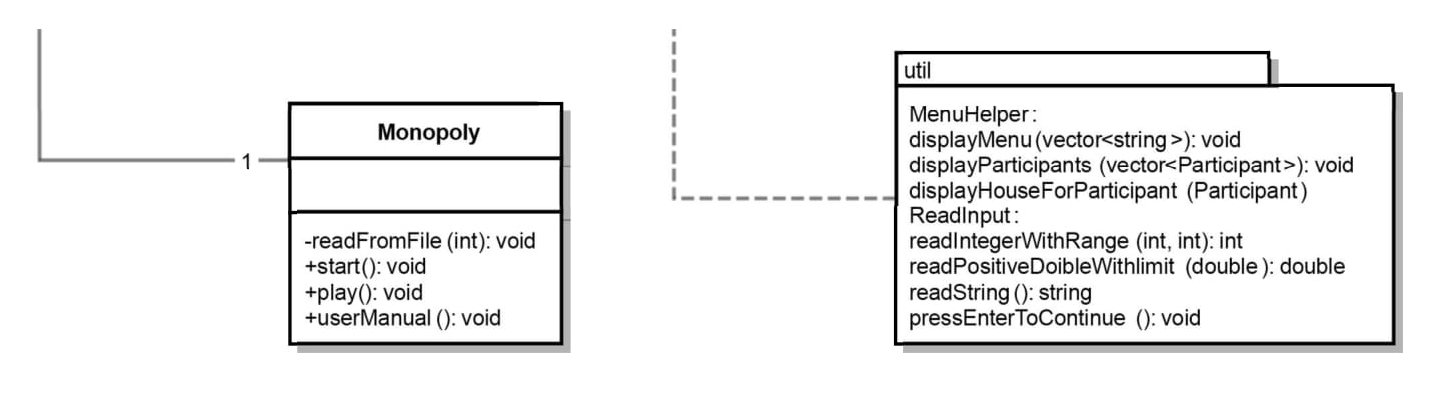 1
Monopoly
-readFromFile (int): void
+start(): void
+play(): void
+userManual (): void
util
MenuHelper:
displayMenu (vector<string>): void
displayParticipants (vector<Participant>): void
displayHouseForParticipant (Participant)
ReadInput:
readIntegerWithRange (int, int): int
readPositiveDoibleWithlimit (double): double
readString (): string
pressEnterToContinue (): void